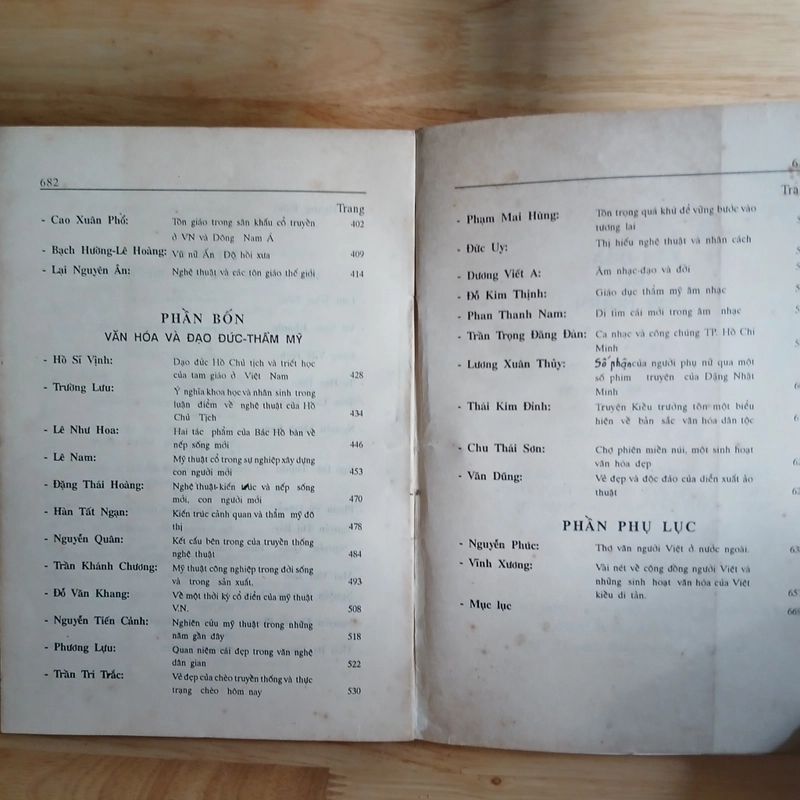 682
Trang
- Cao Xuân Phổ: Tôn giáo trong sân khấu cổ truyền
ở VN và Đông Nam Á 402
- Bạch Hường-Lê Hoàng: Vũ nữ Ấn Độ hồi xưa 409
- Lại Nguyên Ân: Nghệ thuật và các tôn giáo thế giới 414
PHẦN BỐN
VĂN HÓA VÀ ĐẠO ĐỨC-THẨM MỸ
- Hồ Sĩ Vịnh: Đạo đức Hồ Chủ tịch và triết học
của tam giáo ở Việt Nam 428
- Trường Lưu: Ý nghĩa khoa học và nhân sinh trong
luận điểm về nghệ thuật của Hồ
Chủ Tịch 434
- Lê Như Hoa: Hai tác phẩm của Bác Hồ bàn về
nếp sống mới 446
- Lê Nam: Mỹ thuật cổ trong sự nghiệp xây dựng
con người mới 453
- Đặng Thái Hoàng: Nghệ thuật-kiến trúc và nếp sống
mới, con người mới 470
- Hàn Tất Ngạn: Kiến trúc cảnh quan và thẩm mỹ đô
thị 478
- Nguyễn Quân: Kết cấu bên trong của truyền thống
nghệ thuật 484
- Trần Khánh Chương: Mỹ thuật công nghiệp trong đời sống
và trong sản xuất. 493
- Đỗ Văn Khang: Về một thời kỳ cổ điển của mỹ thuật
V.N. 508
- Nguyễn Tiến Cảnh: Nghiên cứu mỹ thuật trong những
năm gần đây 518
- Phương Lựu: Quan niệm cái đẹp trong văn nghệ
dân gian 522
- Trần Trí Trắc: Vẻ đẹp của chèo truyền thống và thực
trạng chèo hôm nay 530
- Phạm Mai Hùng: Tôn trọng quá khứ để vững bước vào
tương lai
- Đức Uy: Thị hiếu nghệ thuật và nhân cách
- Dương Viết Á: Âm nhạc-đạo và đời
- Đỗ Kim Thịnh: Giáo dục thẩm mỹ âm nhạc
- Phan Thanh Nam: Đi tìm cái mới trong âm nhạc
- Trần Trọng Đăng Đàn: Ca nhạc và công chúng TP. Hồ Chí
Minh
- Lương Xuân Thủy: Số phận của người phụ nữ qua một
số phim truyện của Đặng Nhật
Minh
- Thái Kim Đỉnh: Truyện Kiều trường tồn một biểu
hiện về bản sắc văn hóa dân tộc
- Chu Thái Sơn: Chợ phiên miền núi, một sinh hoạt
văn hóa đẹp
- Văn Dũng: Vẻ đẹp và độc đáo của diễn xuất ảo
thuật
PHẦN PHỤ LỤC
- Nguyễn Phúc: Thơ văn người Việt ở nước ngoài.
- Vĩnh Xương: Vài nét về cộng đồng người Việt và
những sinh hoạt văn hóa của Việt
kiều di tản.
- Mục lục